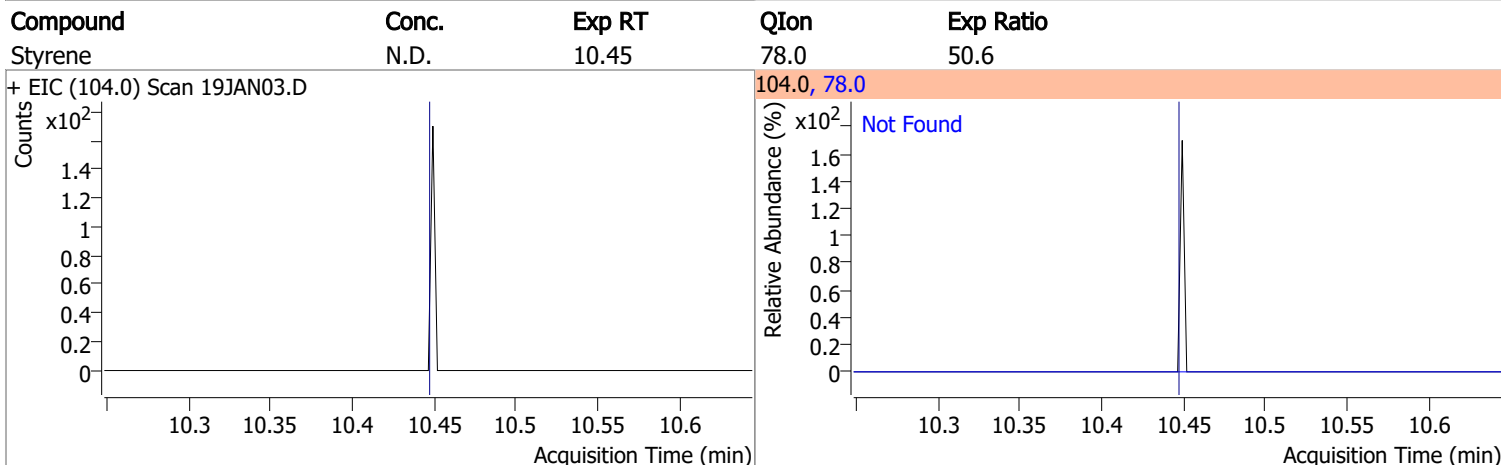 Compound Conc. Exp RT QIon Exp Ratio
Styrene N.D. 10.45 78.0 50.6
+ EIC (104.0) Scan 19JAN03.D
Counts
x10²
1.4
1.2
1
0.8
0.6
0.4
0.2
0
10.3 10.35 10.4 10.45 10.5 10.55 10.6
Acquisition Time (min)
104.0, 78.0
Relative Abundance (%)
x10²
Not Found
1.6
1.4
1.2
1
0.8
0.6
0.4
0.2
0
10.3 10.35 10.4 10.45 10.5 10.55 10.6
Acquisition Time (min)